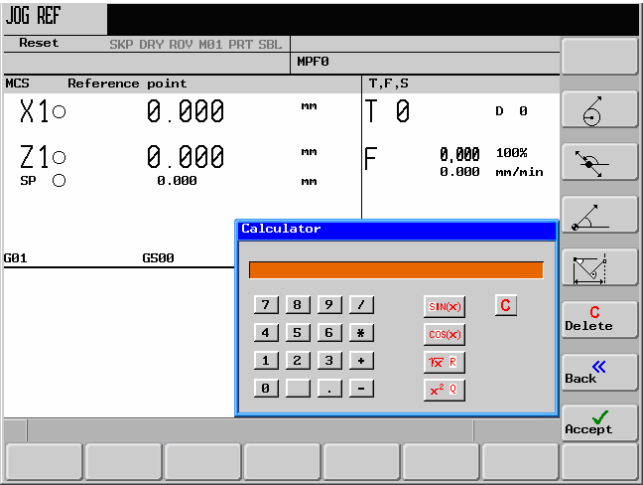 JOG REF
Reset SKP DRY ROV M01 PRT SBL
MPF0
MCS Reference point T,F,S
X1 0.000 mm T 0 D 0
Z1 0.000 mm F 0.000 100%
SP 0.000 mm 0.000 mm/min
Calculator
G01 G500
7 8 9 / SIN(x) C
4 5 6 * COS(x)
1 2 3 + √x R
0 . - x² Q
C
Delete
Back
Accept